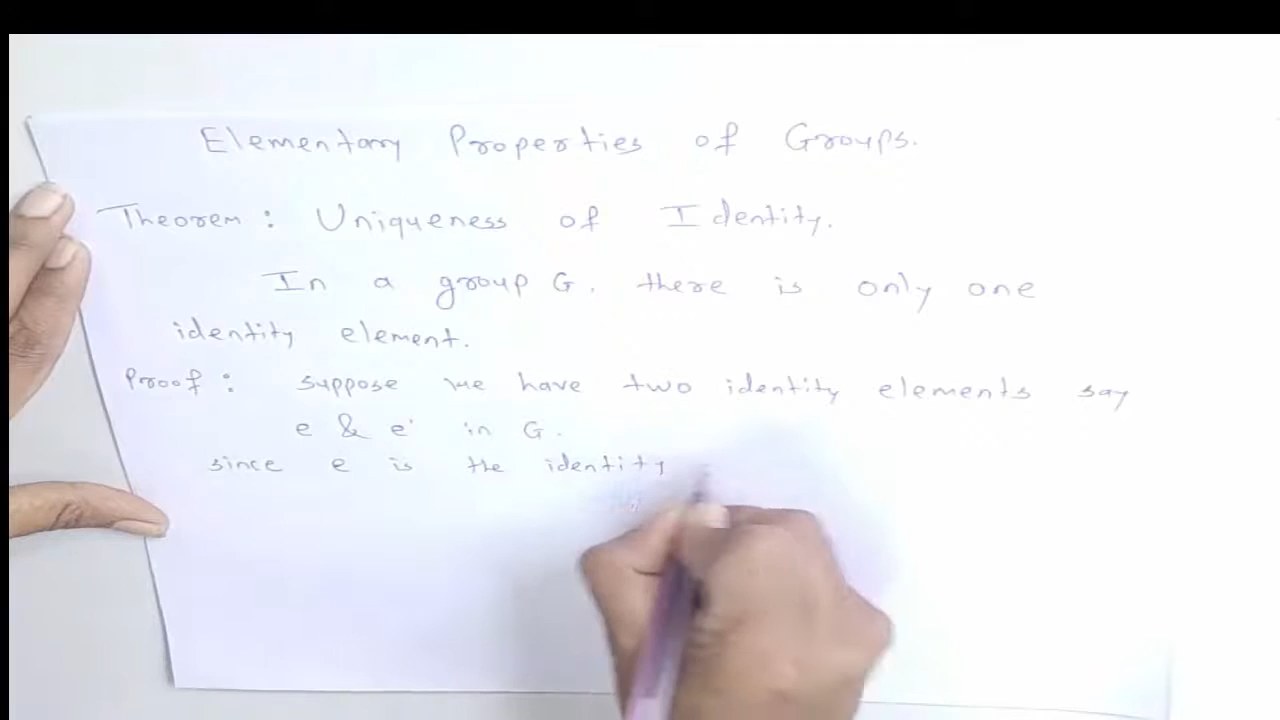 Elementary Properties of Groups.
Theorem : Uniqueness of Identity.
In a group G, there is only one
identity element.
Proof : suppose we have two identity elements say
e & e' in G.
since e is the identity